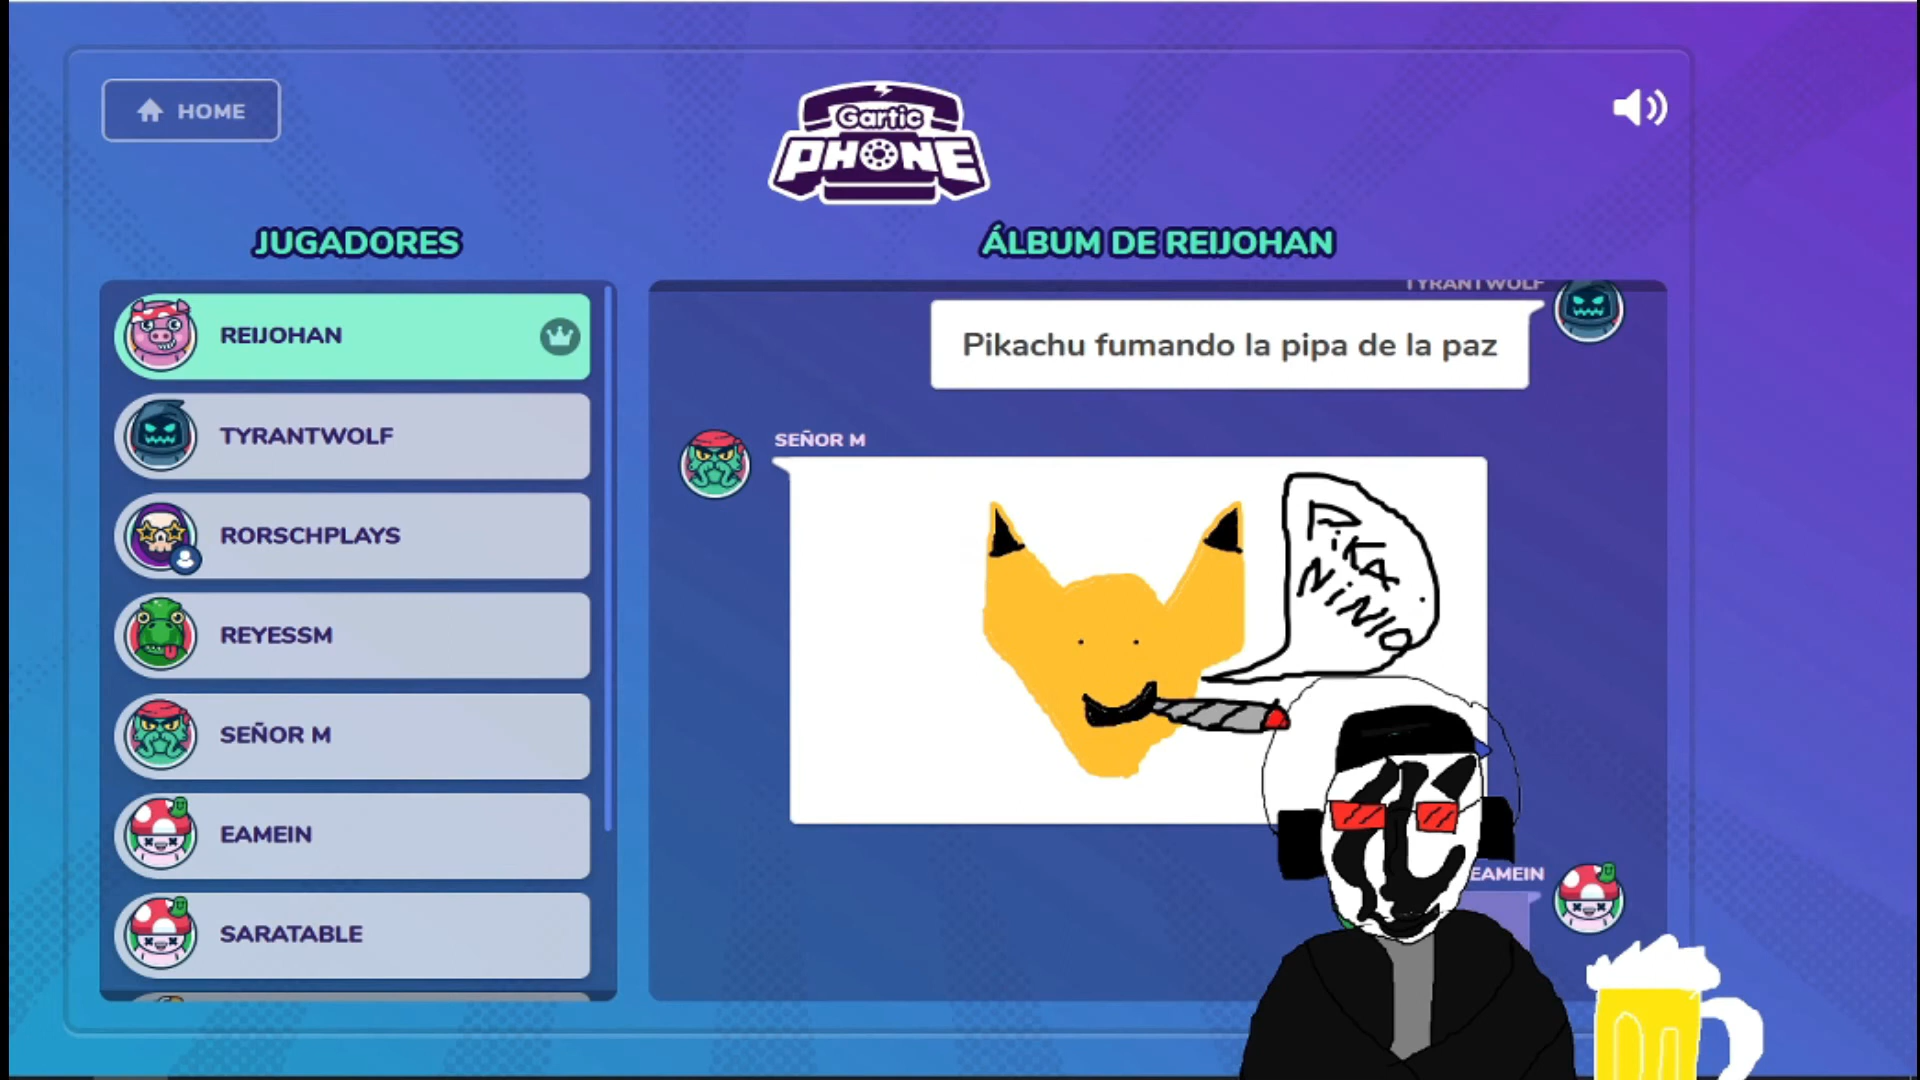 HOME
Gartic
PHONE
JUGADORES
ÁLBUM DE REIJOHAN
REIJOHAN
TYRANTWOLF
RORSCHPLAYS
REYESSM
SEÑOR M
EAMEIN
SARATABLE
TYRANTWOLF
Pikachu fumando la pipa de la paz
SEÑOR M
PiKA
NiNIO
EAMEIN